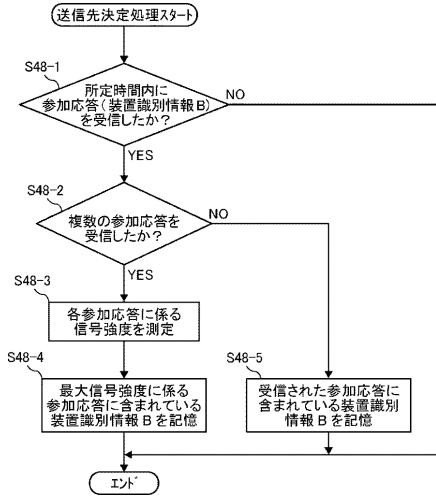 送信先決定処理スタート
S48-1
所定時間内に
参加応答(装置識別情報B)
を受信したか?
NO
YES
S48-2
複数の参加応答を
受信したか?
NO
YES
S48-3
各参加応答に係る
信号強度を測定
S48-4
最大信号強度に係る
参加応答に含まれている
装置識別情報Bを記憶
S48-5
受信された参加応答に
含まれている装置識別
情報Bを記憶
エンド